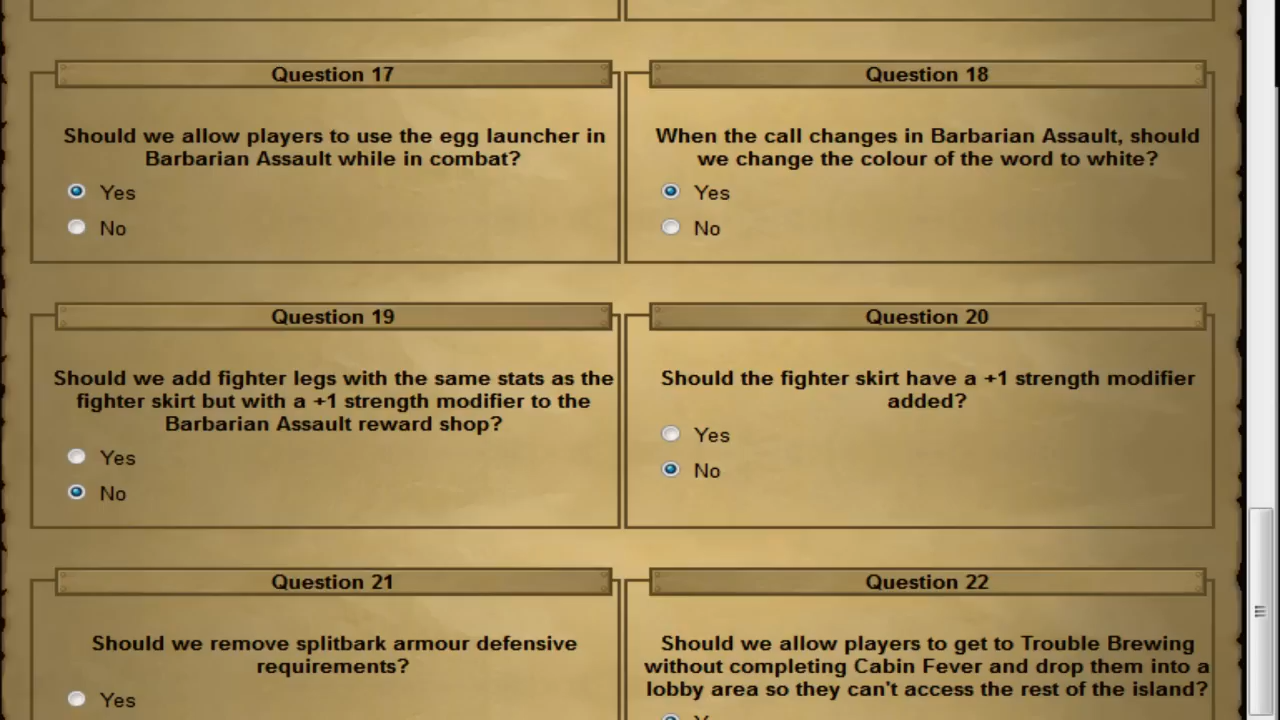 Question 17
Should we allow players to use the egg launcher in
Barbarian Assault while in combat?
Yes
No
Question 18
When the call changes in Barbarian Assault, should
we change the colour of the word to white?
Yes
No
Question 19
Should we add fighter legs with the same stats as the
fighter skirt but with a +1 strength modifier to the
Barbarian Assault reward shop?
Yes
No
Question 20
Should the fighter skirt have a +1 strength modifier
added?
Yes
No
Question 21
Should we remove splitbark armour defensive
requirements?
Yes
Question 22
Should we allow players to get to Trouble Brewing
without completing Cabin Fever and drop them into a
lobby area so they can't access the rest of the island?